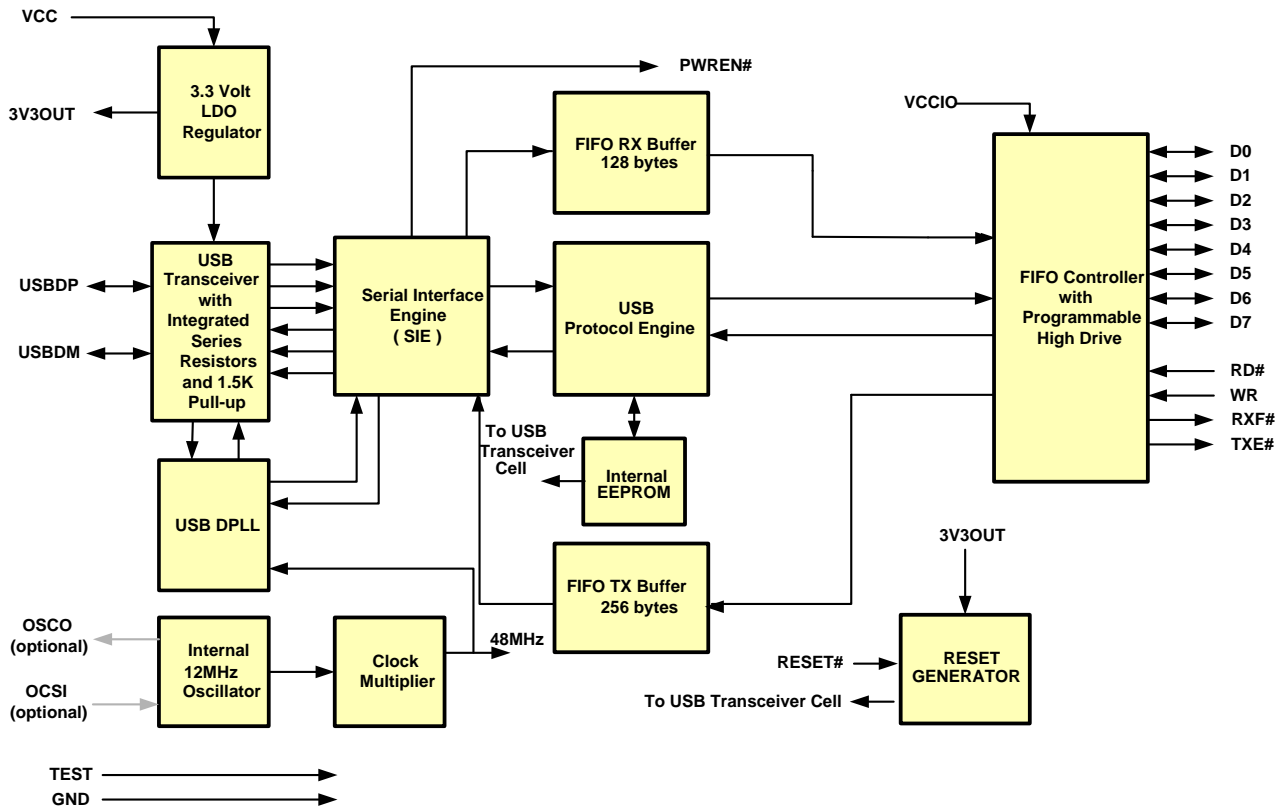 VCC
3.3 Volt
LDO
Regulator
3V3OUT
PWREN#
FIFO RX Buffer
128 bytes
VCCIO
D0
D1
D2
D3
D4
D5
D6
D7
FIFO Controller
with
Programmable
High Drive
RD#
WR
RXF#
TXE#
USBDP
USBDM
USB
Transceiver
with
Integrated
Series
Resistors
and 1.5K
Pull-up
Serial Interface
Engine
( SIE )
USB
Protocol Engine
To USB
Transceiver
Cell
Internal
EEPROM
USB DPLL
FIFO TX Buffer
256 bytes
3V3OUT
OSCO
(optional)
OCSI
(optional)
Internal
12MHz
Oscillator
Clock
Multiplier
48MHz
RESET#
RESET
GENERATOR
To USB Transceiver Cell
TEST
GND